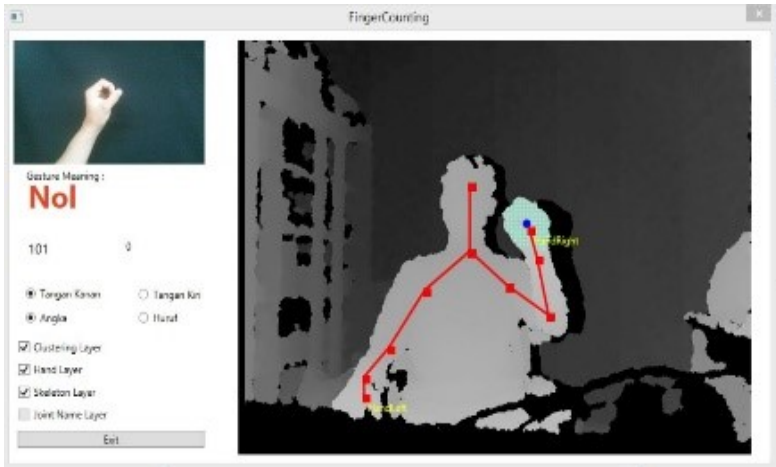 FingerCounting
Gesture Meaning :
Nol
101 0
Tangan Kanan Tangan Kiri
Angka Huruf
Clustering Layer
Hand Layer
Skeleton Layer
Joint Name Layer
Exit
HandRight
HandLeft